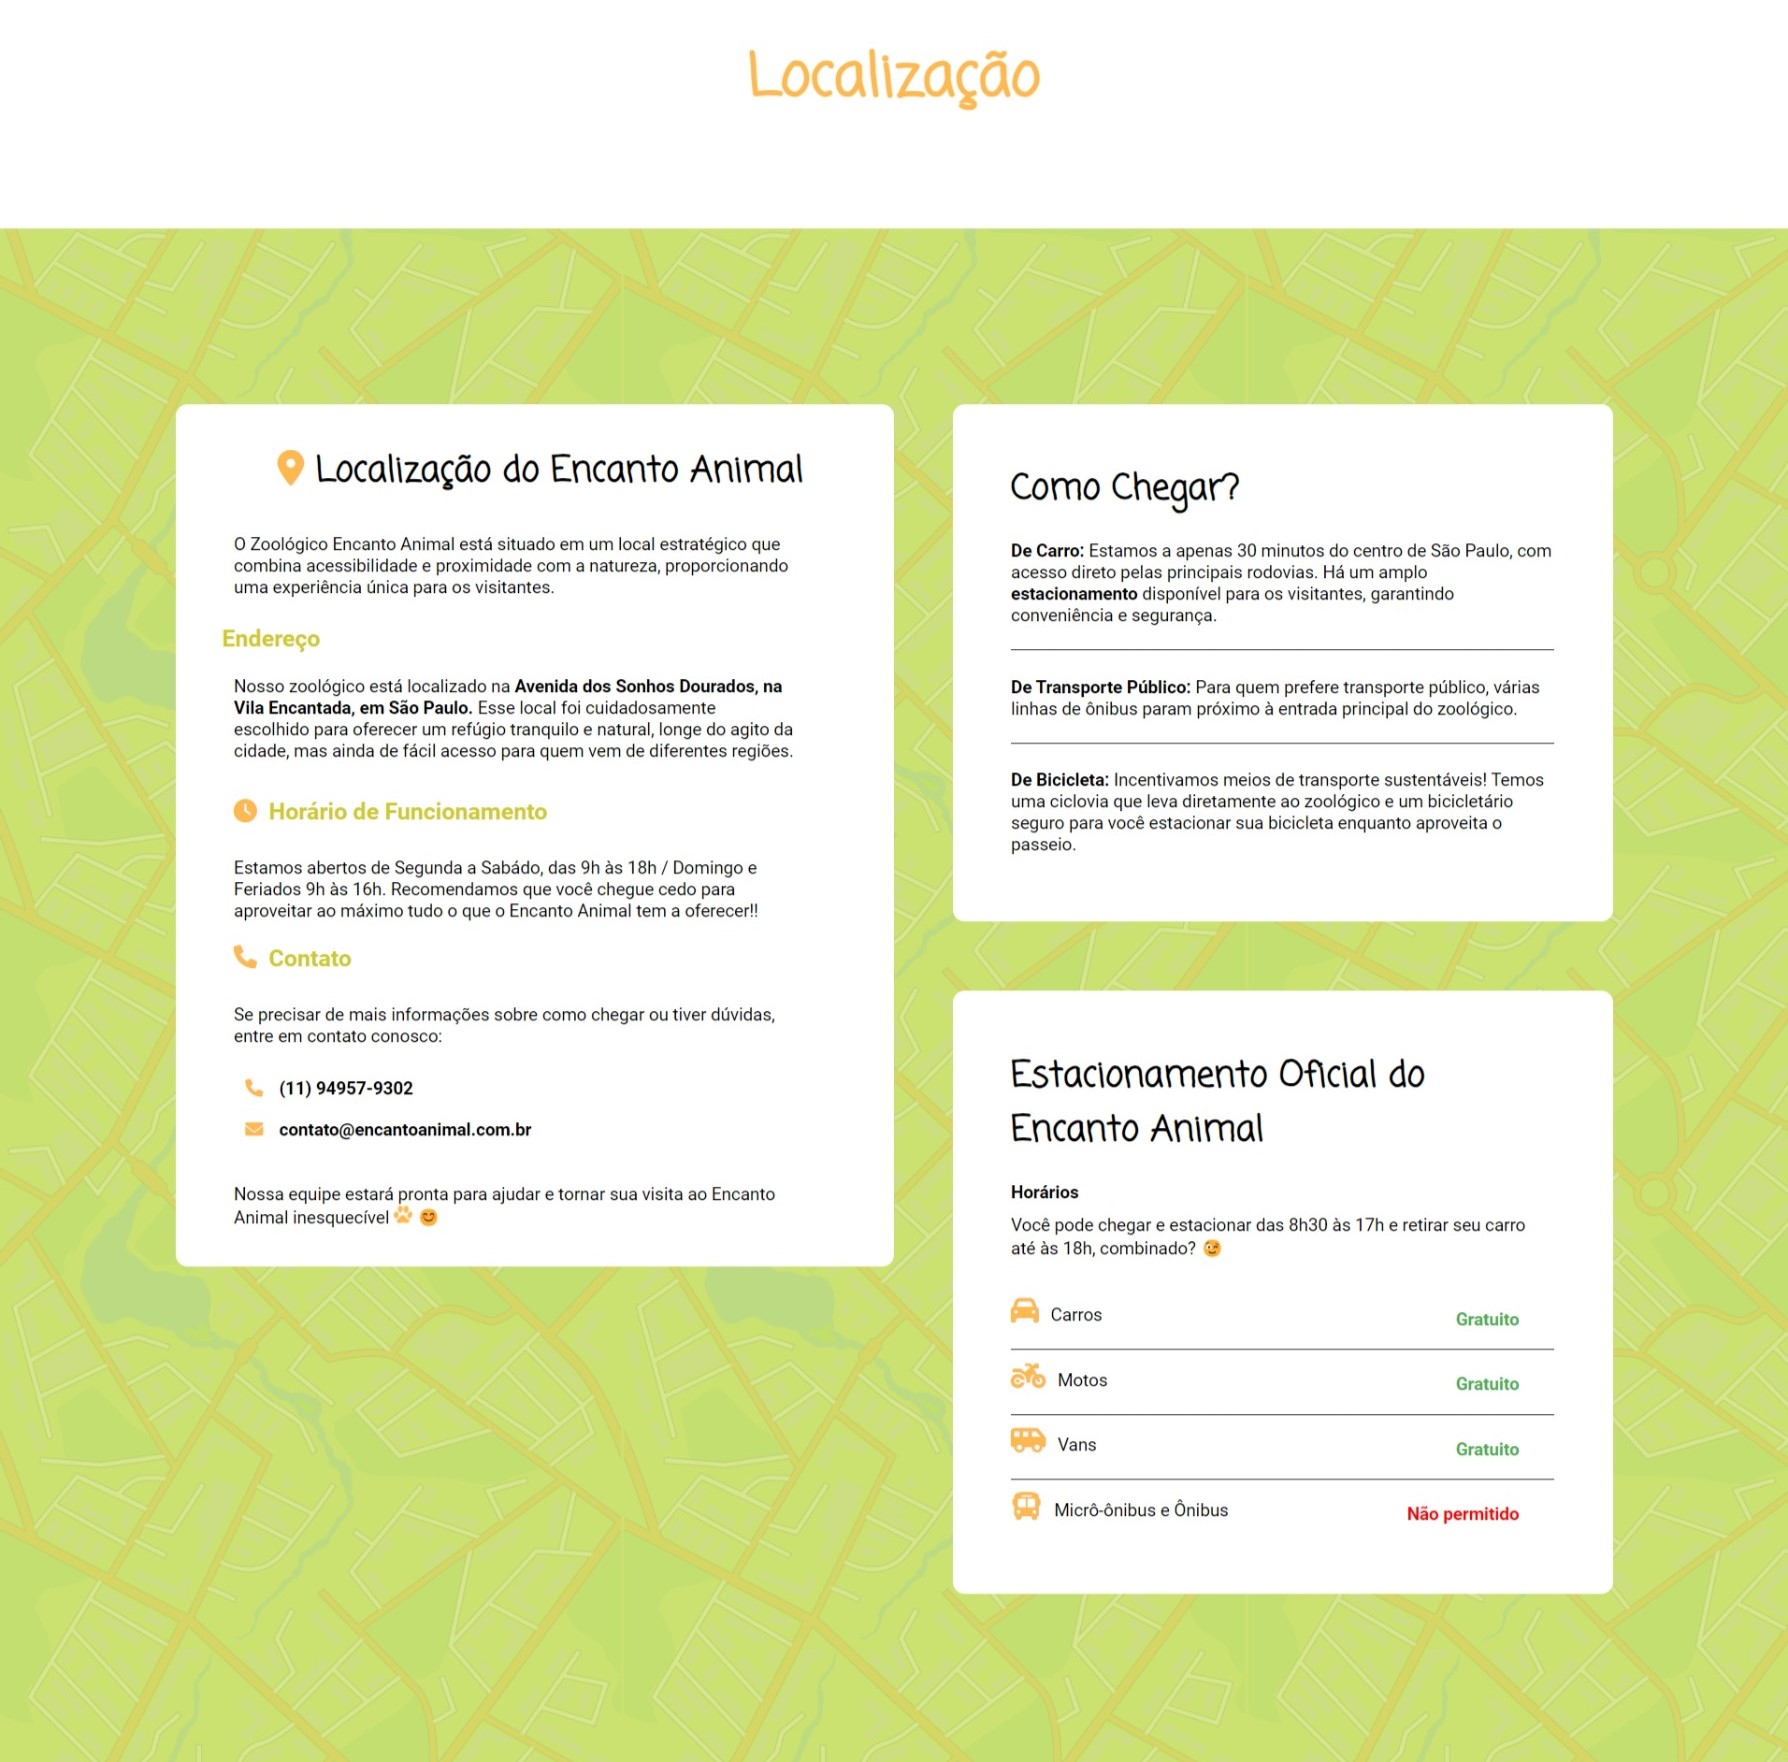 Localização
Localização do Encanto Animal
O Zoológico Encanto Animal está situado em um local estratégico que
combina acessibilidade e proximidade com a natureza, proporcionando
uma experiência única para os visitantes.
Endereço
Nosso zoológico está localizado na Avenida dos Sonhos Dourados, na
Vila Encantada, em São Paulo. Esse local foi cuidadosamente
escolhido para oferecer um refúgio tranquilo e natural, longe do agito da
cidade, mas ainda de fácil acesso para quem vem de diferentes regiões.
Horário de Funcionamento
Estamos abertos de Segunda a Sabádo, das 9h às 18h / Domingo e
Feriados 9h às 16h. Recomendamos que você chegue cedo para
aproveitar ao máximo tudo o que o Encanto Animal tem a oferecer!!
Contato
Se precisar de mais informações sobre como chegar ou tiver dúvidas,
entre em contato conosco:
(11) 94957-9302
contato@encantoanimal.com.br
Nossa equipe estará pronta para ajudar e tornar sua visita ao Encanto
Animal inesquecível
Como Chegar?
De Carro: Estamos a apenas 30 minutos do centro de São Paulo, com
acesso direto pelas principais rodovias. Há um amplo
estacionamento disponível para os visitantes, garantindo
conveniência e segurança.
De Transporte Público: Para quem prefere transporte público, várias
linhas de ônibus param próximo à entrada principal do zoológico.
De Bicicleta: Incentivamos meios de transporte sustentáveis! Temos
uma ciclovia que leva diretamente ao zoológico e um bicicletário
seguro para você estacionar sua bicicleta enquanto aproveita o
passeio.
Estacionamento Oficial do
Encanto Animal
Horários
Você pode chegar e estacionar das 8h30 às 17h e retirar seu carro
até às 18h, combinado? 😉
Carros Gratuito
Motos Gratuito
Vans Gratuito
Micrô-ônibus e Ônibus Não permitido